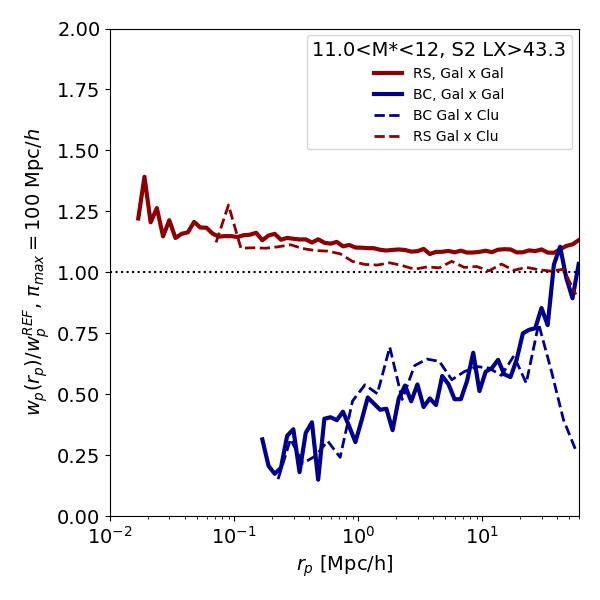 2.00
1.75
1.50
1.25
1.00
0.75
0.50
0.25
0.00
w_p(r_p)/w_p^{REF}, π_{max} = 100 Mpc/h
11.0<M*<12, S2 LX>43.3
RS, Gal x Gal
BC, Gal x Gal
BC Gal x Clu
RS Gal x Clu
10^{-2} 10^{-1} 10^{0} 10^{1}
r_p [Mpc/h]